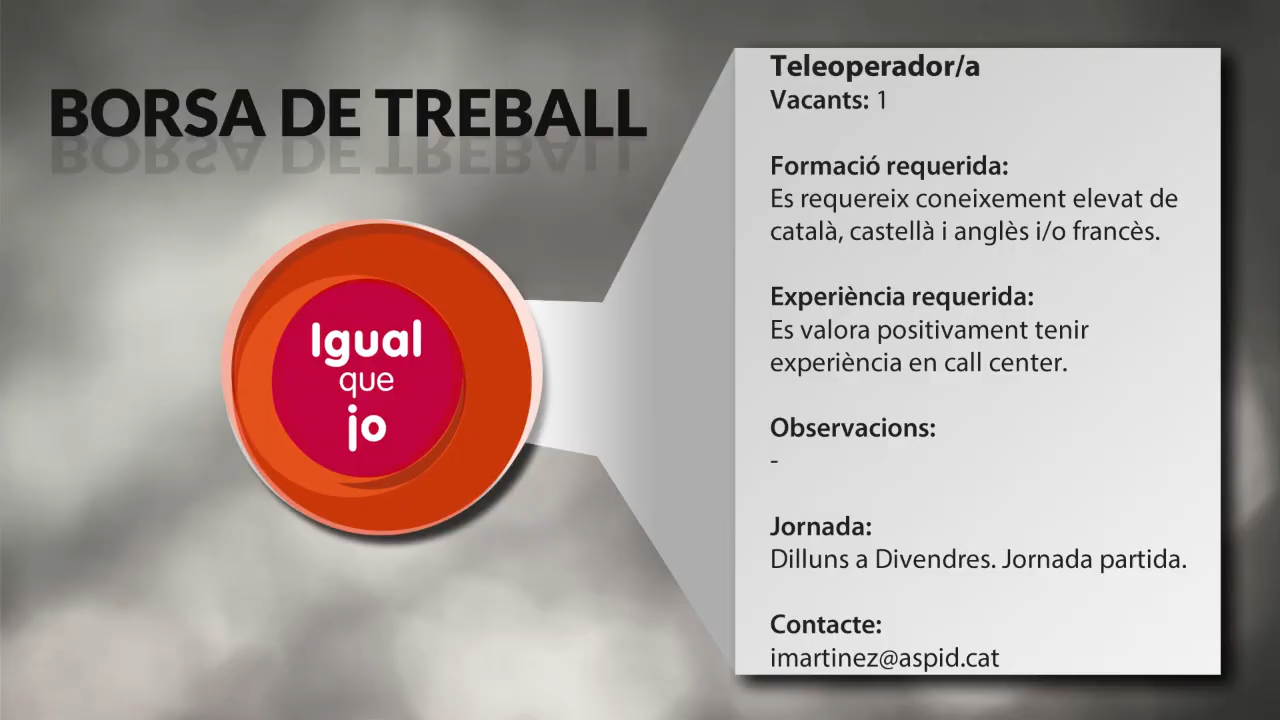 BORSA DE TREBALL
Igual
que
jo
Teleoperador/a
Vacants: 1
Formació requerida:
Es requereix coneixement elevat de
català, castellà i anglès i/o francès.
Experiència requerida:
Es valora positivament tenir
experiència en call center.
Observacions:
-
Jornada:
Dilluns a Divendres. Jornada partida.
Contacte:
imartinez@aspid.cat